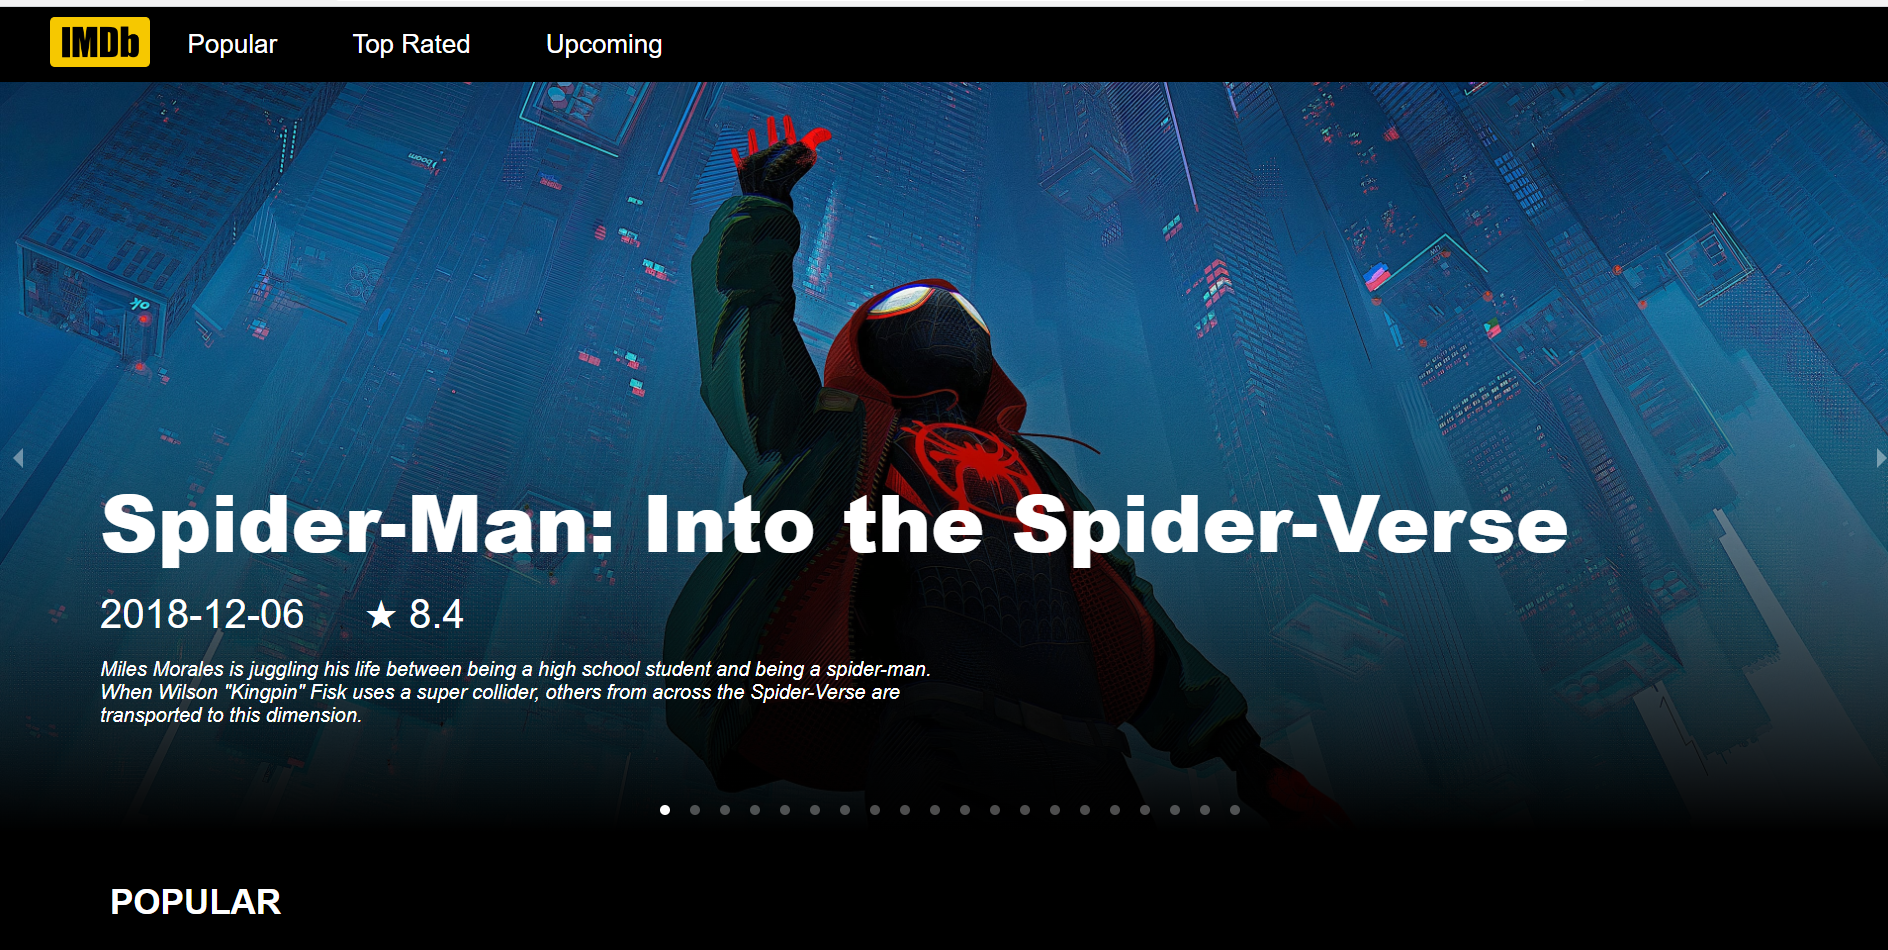 IMDb Popular Top Rated Upcoming
boom
ok
Spider-Man: Into the Spider-Verse
2018-12-06 ★ 8.4
Miles Morales is juggling his life between being a high school student and being a spider-man.
When Wilson "Kingpin" Fisk uses a super collider, others from across the Spider-Verse are
transported to this dimension.
POPULAR